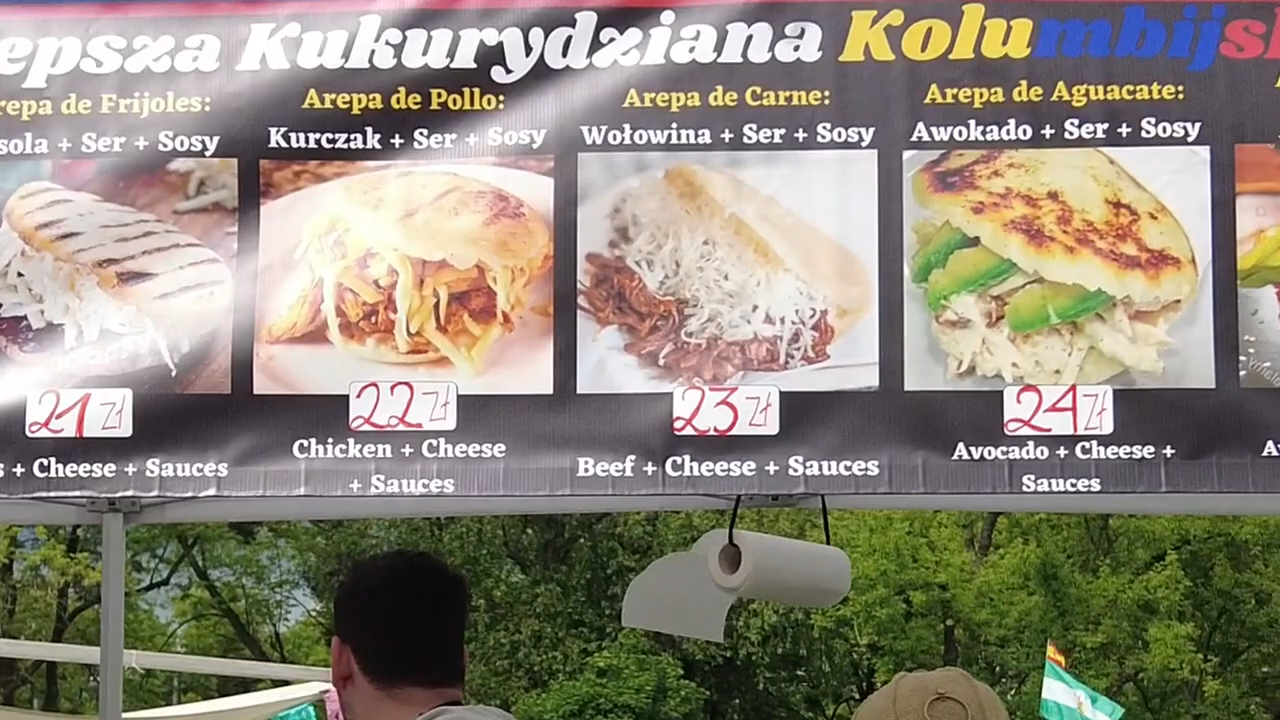 epsza Kukurydziana Kolumbijsk
repa de Frijoles:
sola + Ser + Sosy
21 zł
s + Cheese + Sauces
Arepa de Pollo:
Kurczak + Ser + Sosy
22 zł
Chicken + Cheese
+ Sauces
Arepa de Carne:
Wołowina + Ser + Sosy
23 zł
Beef + Cheese + Sauces
Arepa de Aguacate:
Awokado + Ser + Sosy
24 zł
Avocado + Cheese +
Sauces